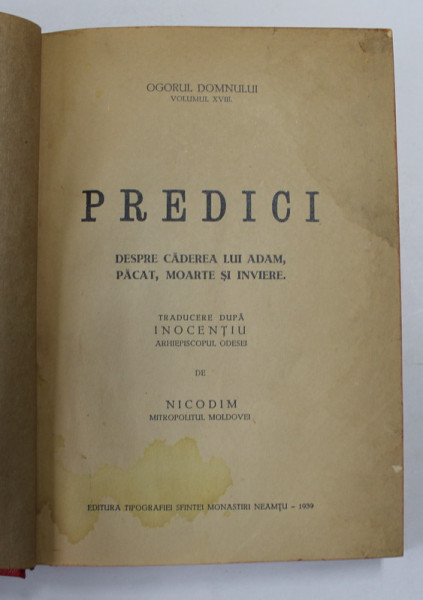 OGORUL DOMNULUI
VOLUMUL XVIII.
PREDICI
DESPRE CĂDEREA LUI ADAM,
PĂCAT, MOARTE ŞI INVIERE.
TRADUCERE DUPĂ
INOCENŢIU
ARHIEPISCOPUL ODESEI
DE
NICODIM
MITROPOLITUL MOLDOVEI
EDITURA TIPOGRAFIEI SFINTEI MONASTIRI NEAMŢU – 1939